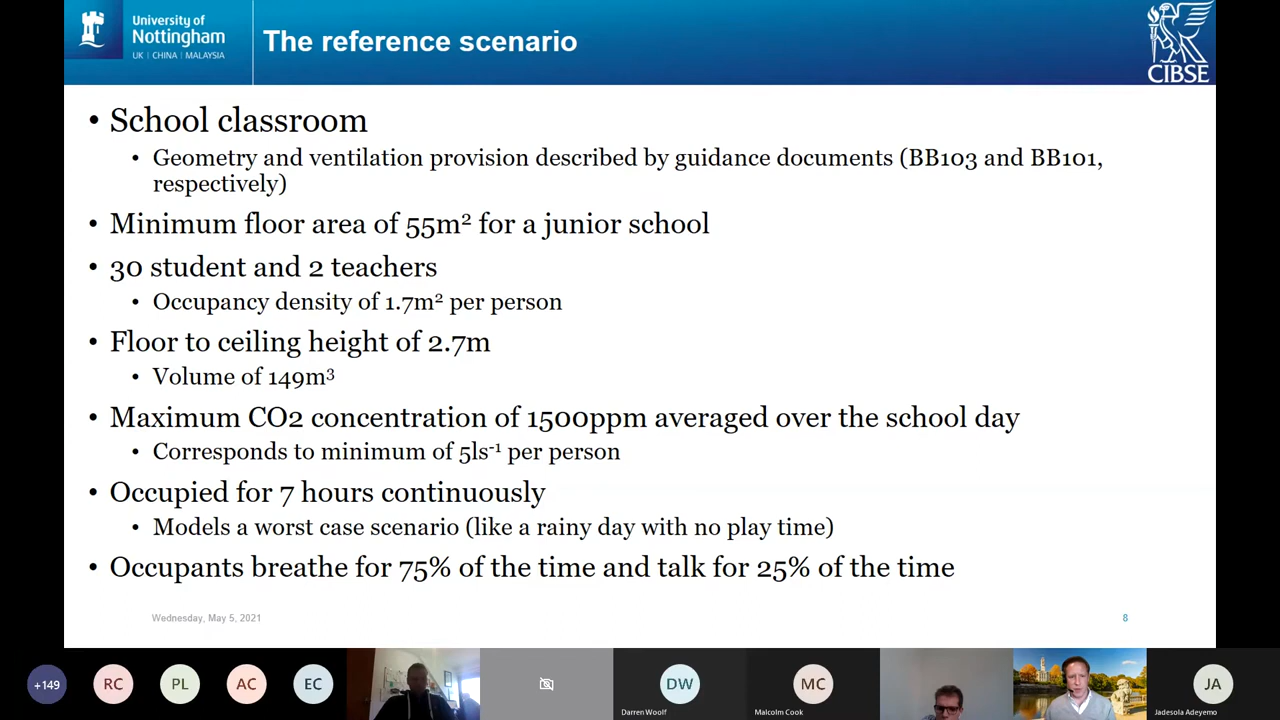 University of
Nottingham
UK | CHINA | MALAYSIA
The reference scenario
CIBSE
• School classroom
• Geometry and ventilation provision described by guidance documents (BB103 and BB101,
respectively)
• Minimum floor area of 55m² for a junior school
• 30 student and 2 teachers
• Occupancy density of 1.7m² per person
• Floor to ceiling height of 2.7m
• Volume of 149m³
• Maximum CO2 concentration of 1500ppm averaged over the school day
• Corresponds to minimum of 5ls⁻¹ per person
• Occupied for 7 hours continuously
• Models a worst case scenario (like a rainy day with no play time)
• Occupants breathe for 75% of the time and talk for 25% of the time
Wednesday, May 5, 2021
8
+149
RC
PL
AC
EC
DW
Darren Woolf
MC
Malcolm Cook
JA
Jadesola Adeyemo